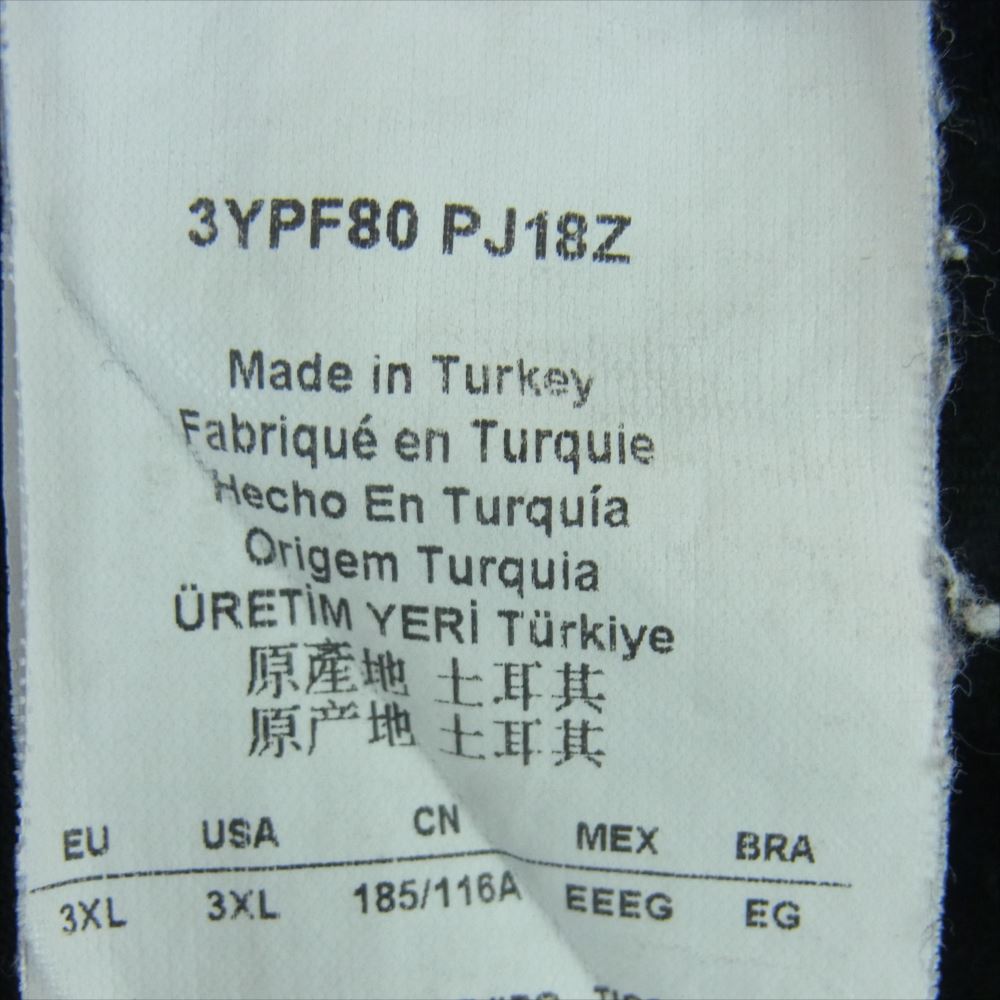 3YPF80 PJ18Z
Made in Turkey
Fabriqué en Turquie
Hecho En Turquía
Origem Turquia
ÜRETİM YERİ Türkiye
原產地 土耳其
原产地 土耳其
EU USA CN MEX BRA
3XL 3XL 185/116A EEEG EG